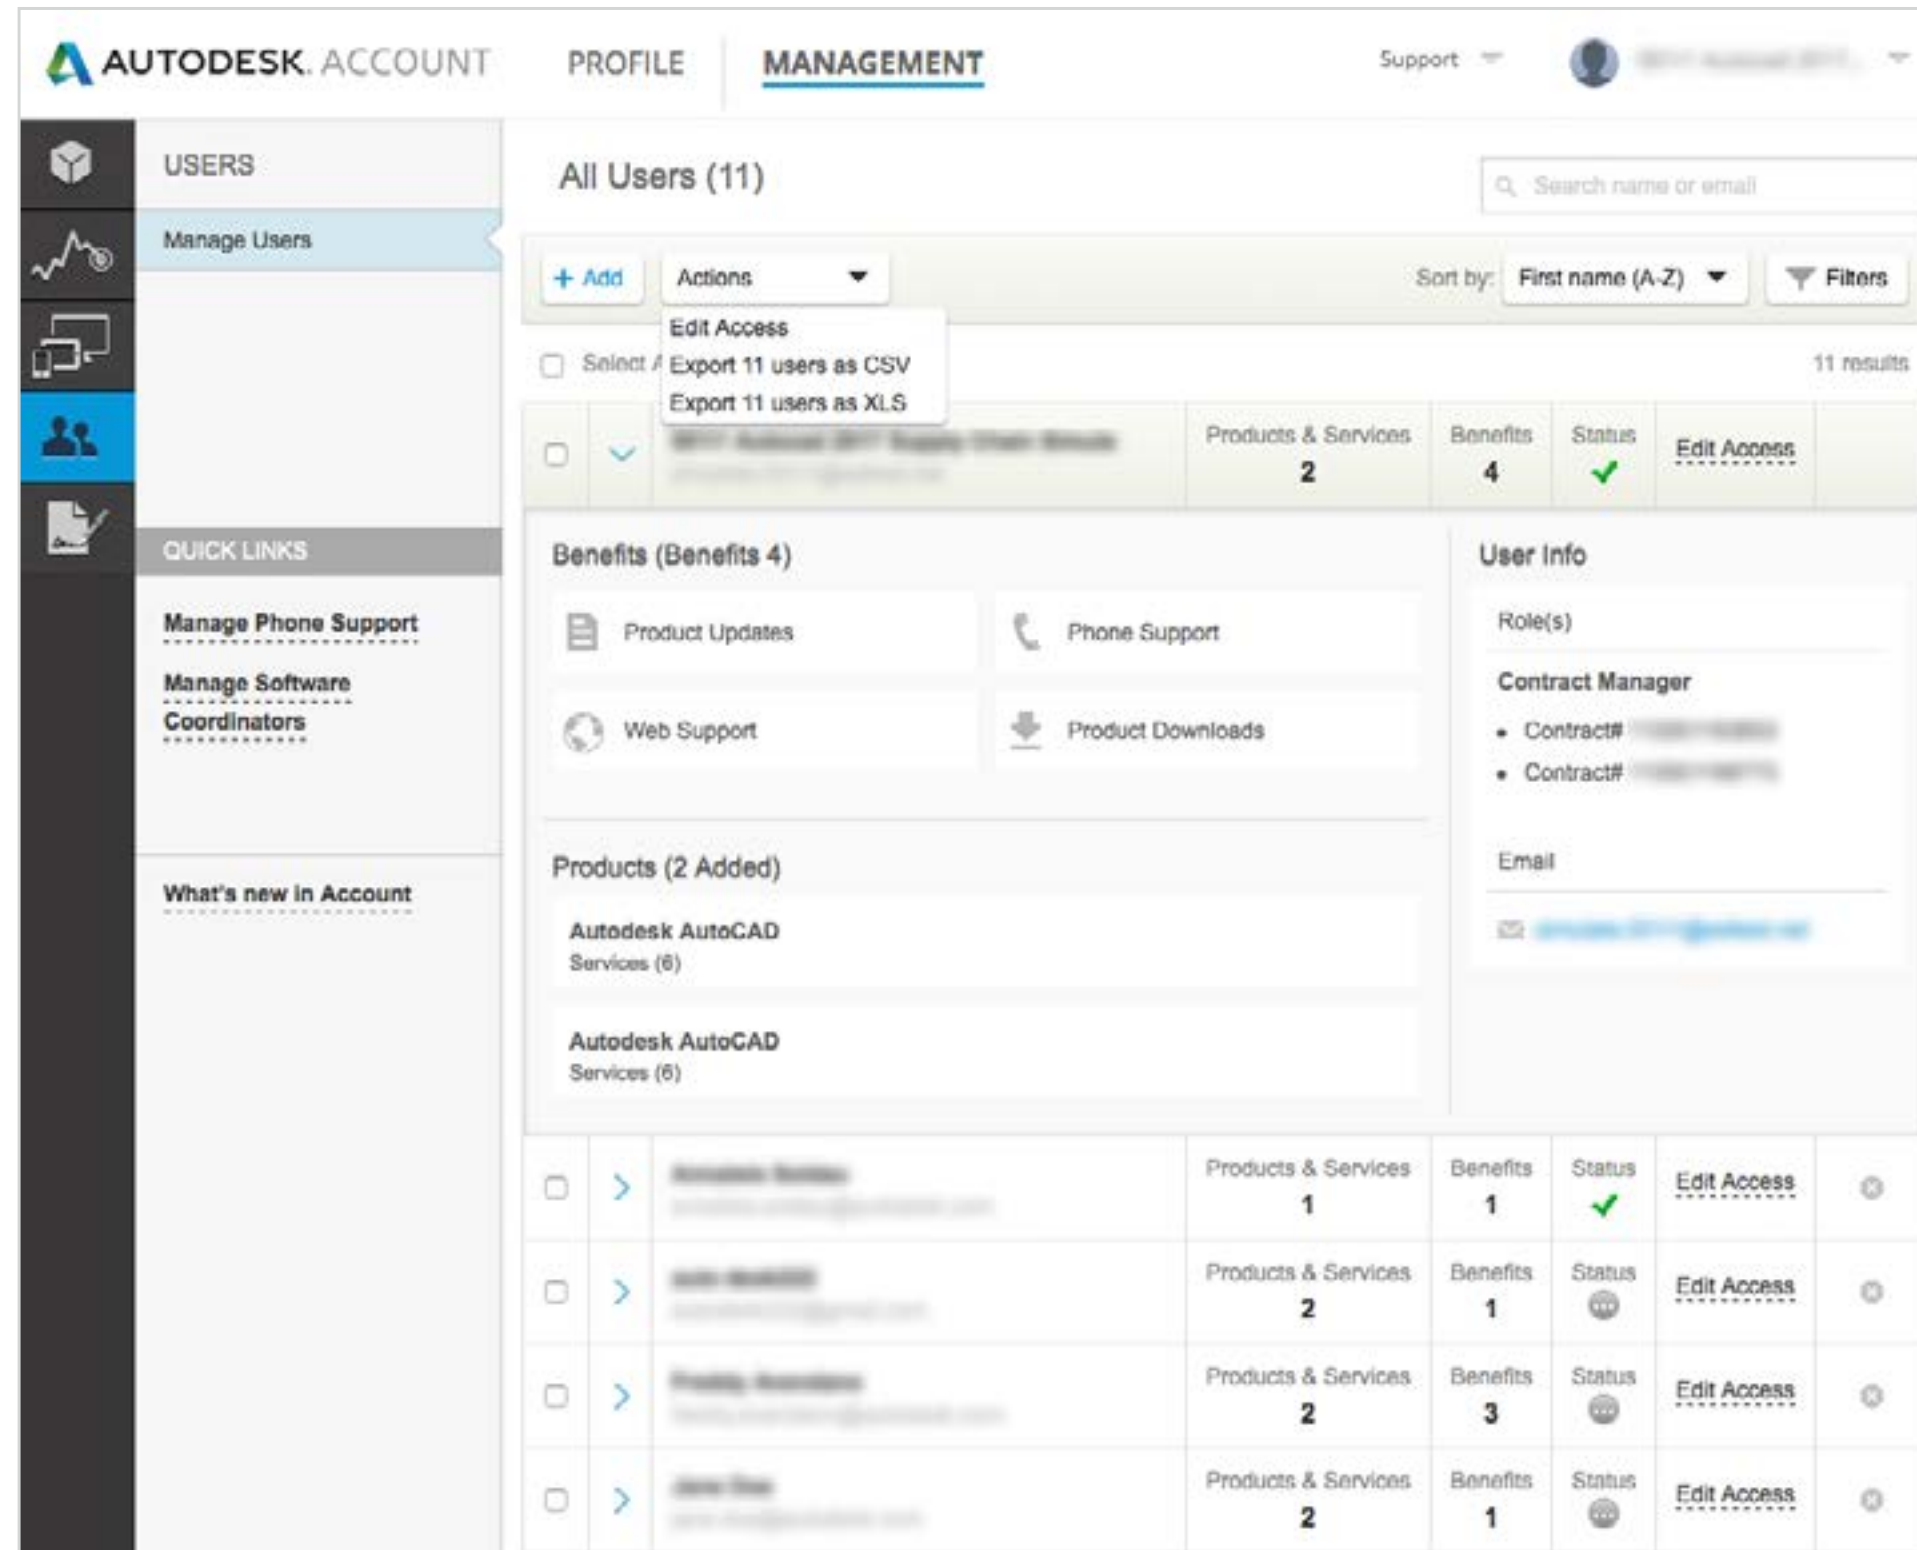 AUTODESK. ACCOUNT
PROFILE
MANAGEMENT
Support
USERS
Manage Users
QUICK LINKS
Manage Phone Support
Manage Software
Coordinators
What's new in Account
All Users (11)
Search name or email
+ Add
Actions
Sort by:
First name (A-Z)
Filters
Edit Access
Export 11 users as CSV
Export 11 users as XLS
Select
11 results
Products & Services
2
Benefits
4
Status
Edit Access
Benefits (Benefits 4)
Product Updates
Phone Support
Web Support
Product Downloads
Products (2 Added)
Autodesk AutoCAD
Services (6)
Autodesk AutoCAD
Services (6)
User Info
Role(s)
Contract Manager
• Contract#
• Contract#
Email
Products & Services
1
Benefits
1
Status
Edit Access
Products & Services
2
Benefits
1
Status
Edit Access
Products & Services
2
Benefits
3
Status
Edit Access
Products & Services
2
Benefits
1
Status
Edit Access